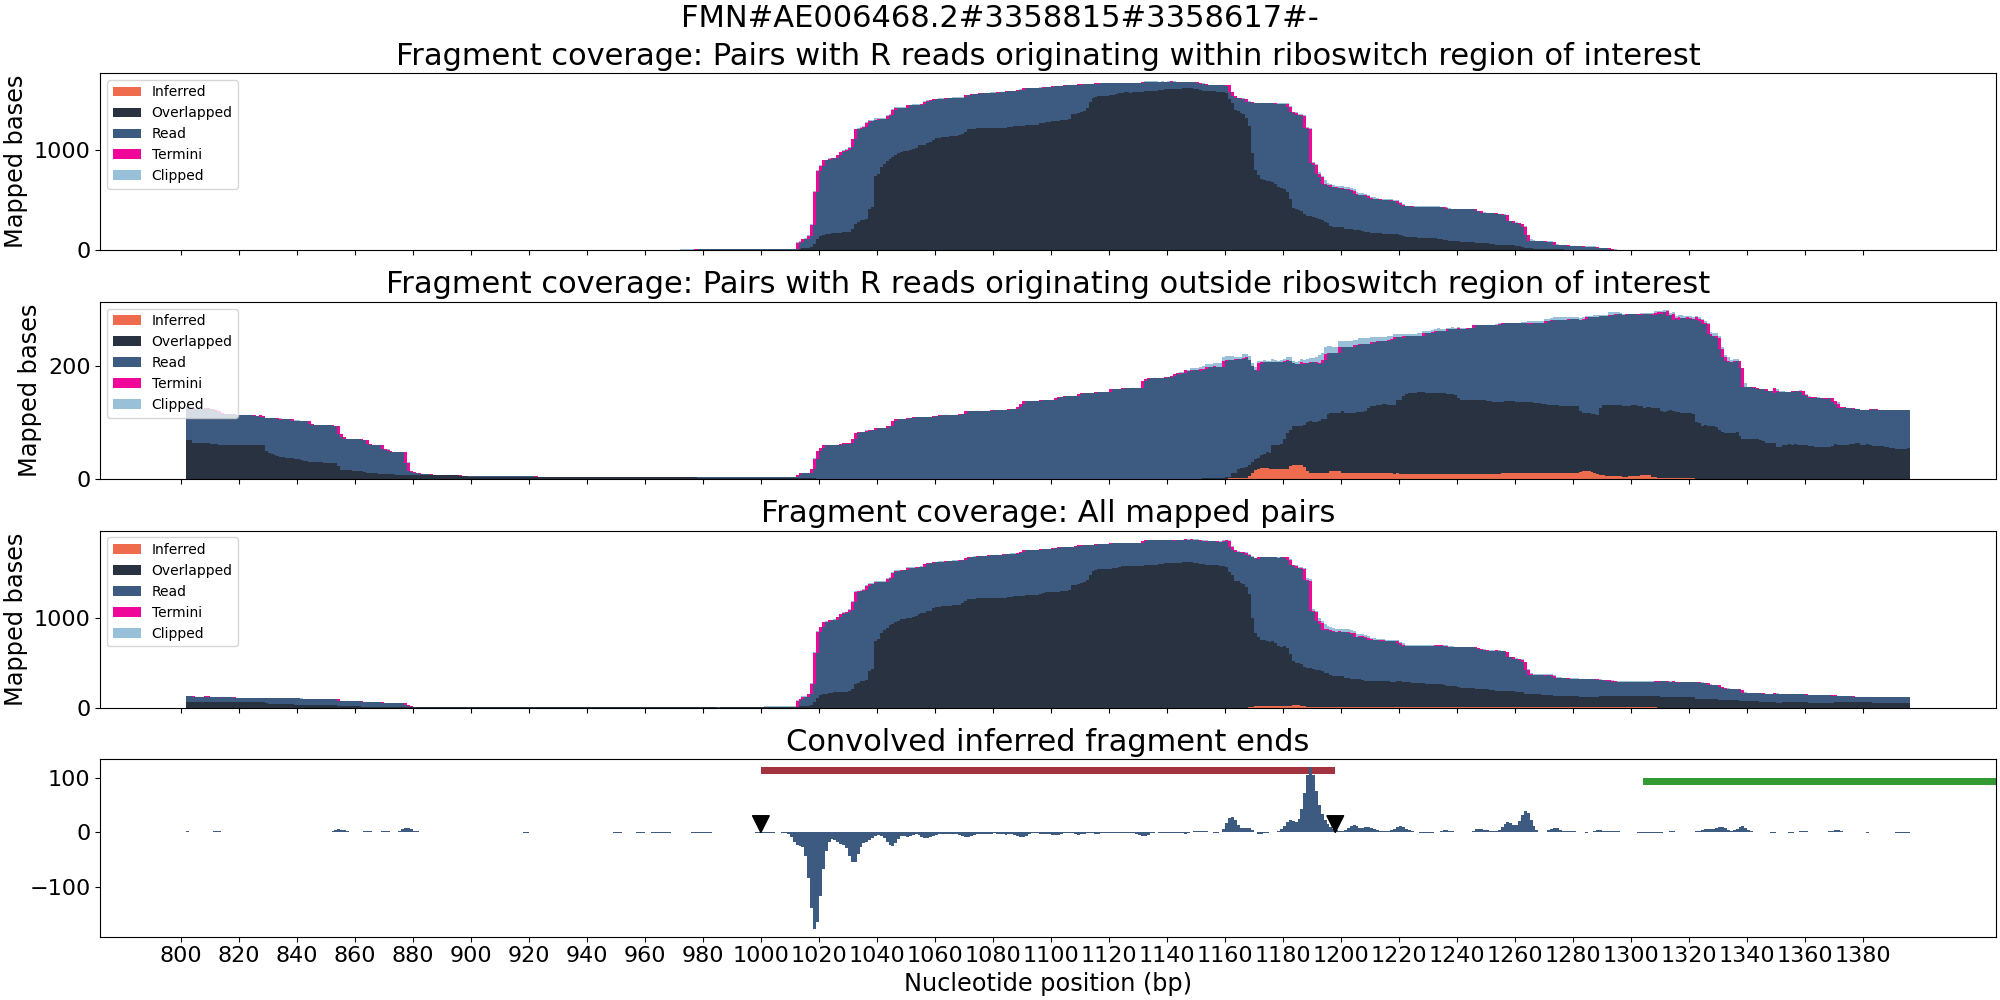 FMN#AE006468.2#3358815#3358617#-
Fragment coverage: Pairs with R reads originating within riboswitch region of interest
Mapped bases
1000
0
Inferred
Overlapped
Read
Termini
Clipped
Fragment coverage: Pairs with R reads originating outside riboswitch region of interest
Mapped bases
200
0
Inferred
Overlapped
Read
Termini
Clipped
Fragment coverage: All mapped pairs
Mapped bases
1000
0
Inferred
Overlapped
Read
Termini
Clipped
Convolved inferred fragment ends
100
0
−100
800 820 840 860 880 900 920 940 960 980 1000 1020 1040 1060 1080 1100 1120 1140 1160 1180 1200 1220 1240 1260 1280 1300 1320 1340 1360 1380
Nucleotide position (bp)